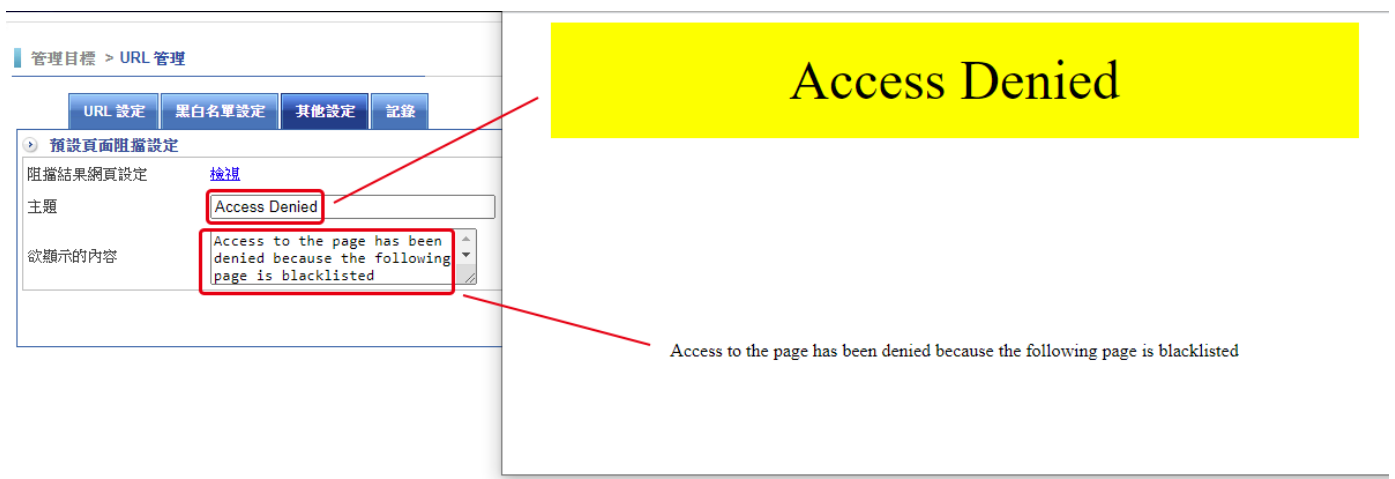 管理目標 > URL 管理
URL 設定 黑白名單設定 其他設定 記錄
預設頁面阻擋設定
阻擋結果網頁設定 檢視
主題 Access Denied
欲顯示的內容
Access to the page has been
denied because the following
page is blacklisted
Access Denied
Access to the page has been denied because the following page is blacklisted